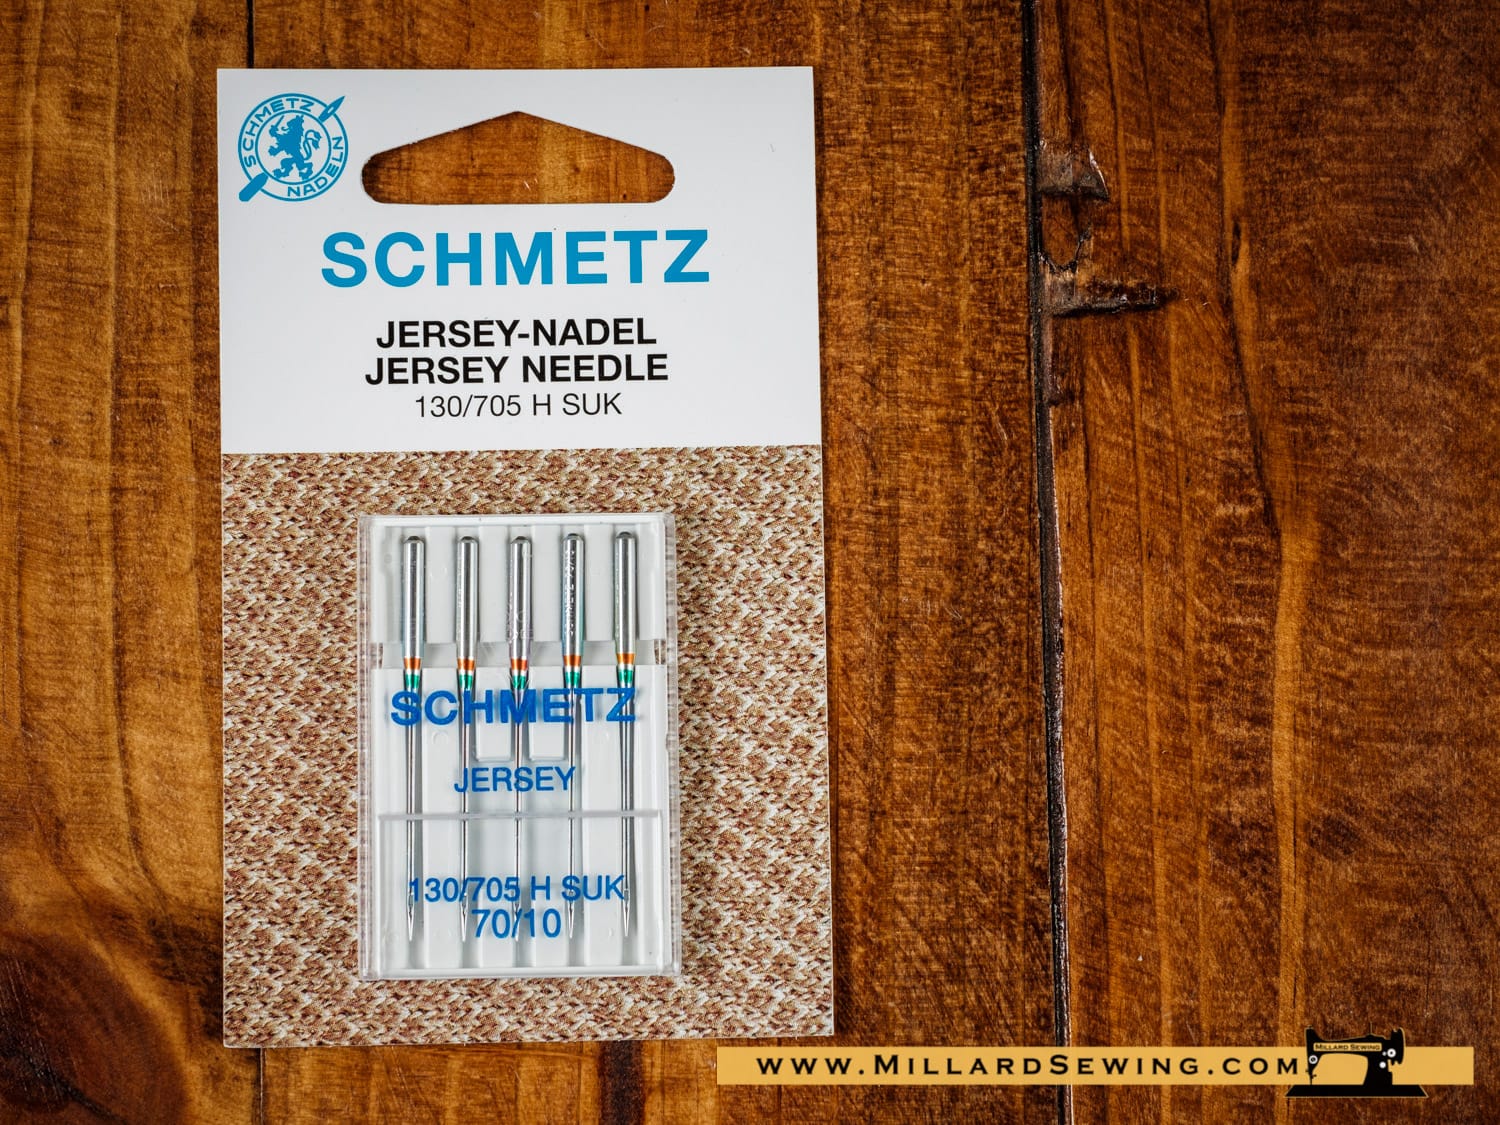 SCHMETZ
NADELN
SCHMETZ
JERSEY-NADEL
JERSEY NEEDLE
130/705 H SUK
SCHMETZ
JERSEY
130/705 H SUK
70/10
www.MillardSewing.com
Millard Sewing